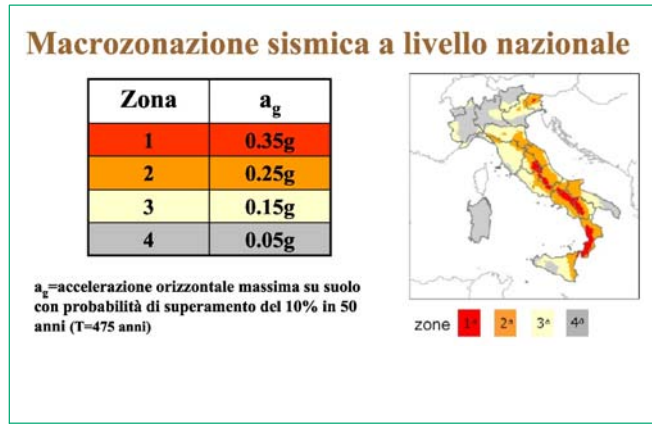 Macrozonazione sismica a livello nazionale
Zona ag
1 0.35g
2 0.25g
3 0.15g
4 0.05g
ag=accelerazione orizzontale massima su suolo
con probabilità di superamento del 10% in 50
anni (T=475 anni)
zone 1ª 2ª 3ª 4ª